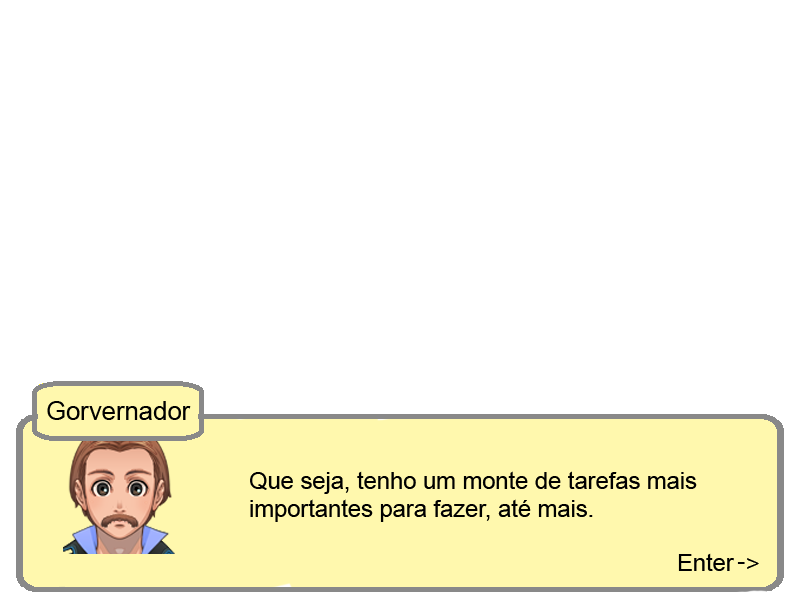 Gorvernador
Que seja, tenho um monte de tarefas mais
importantes para fazer, até mais.
Enter ->